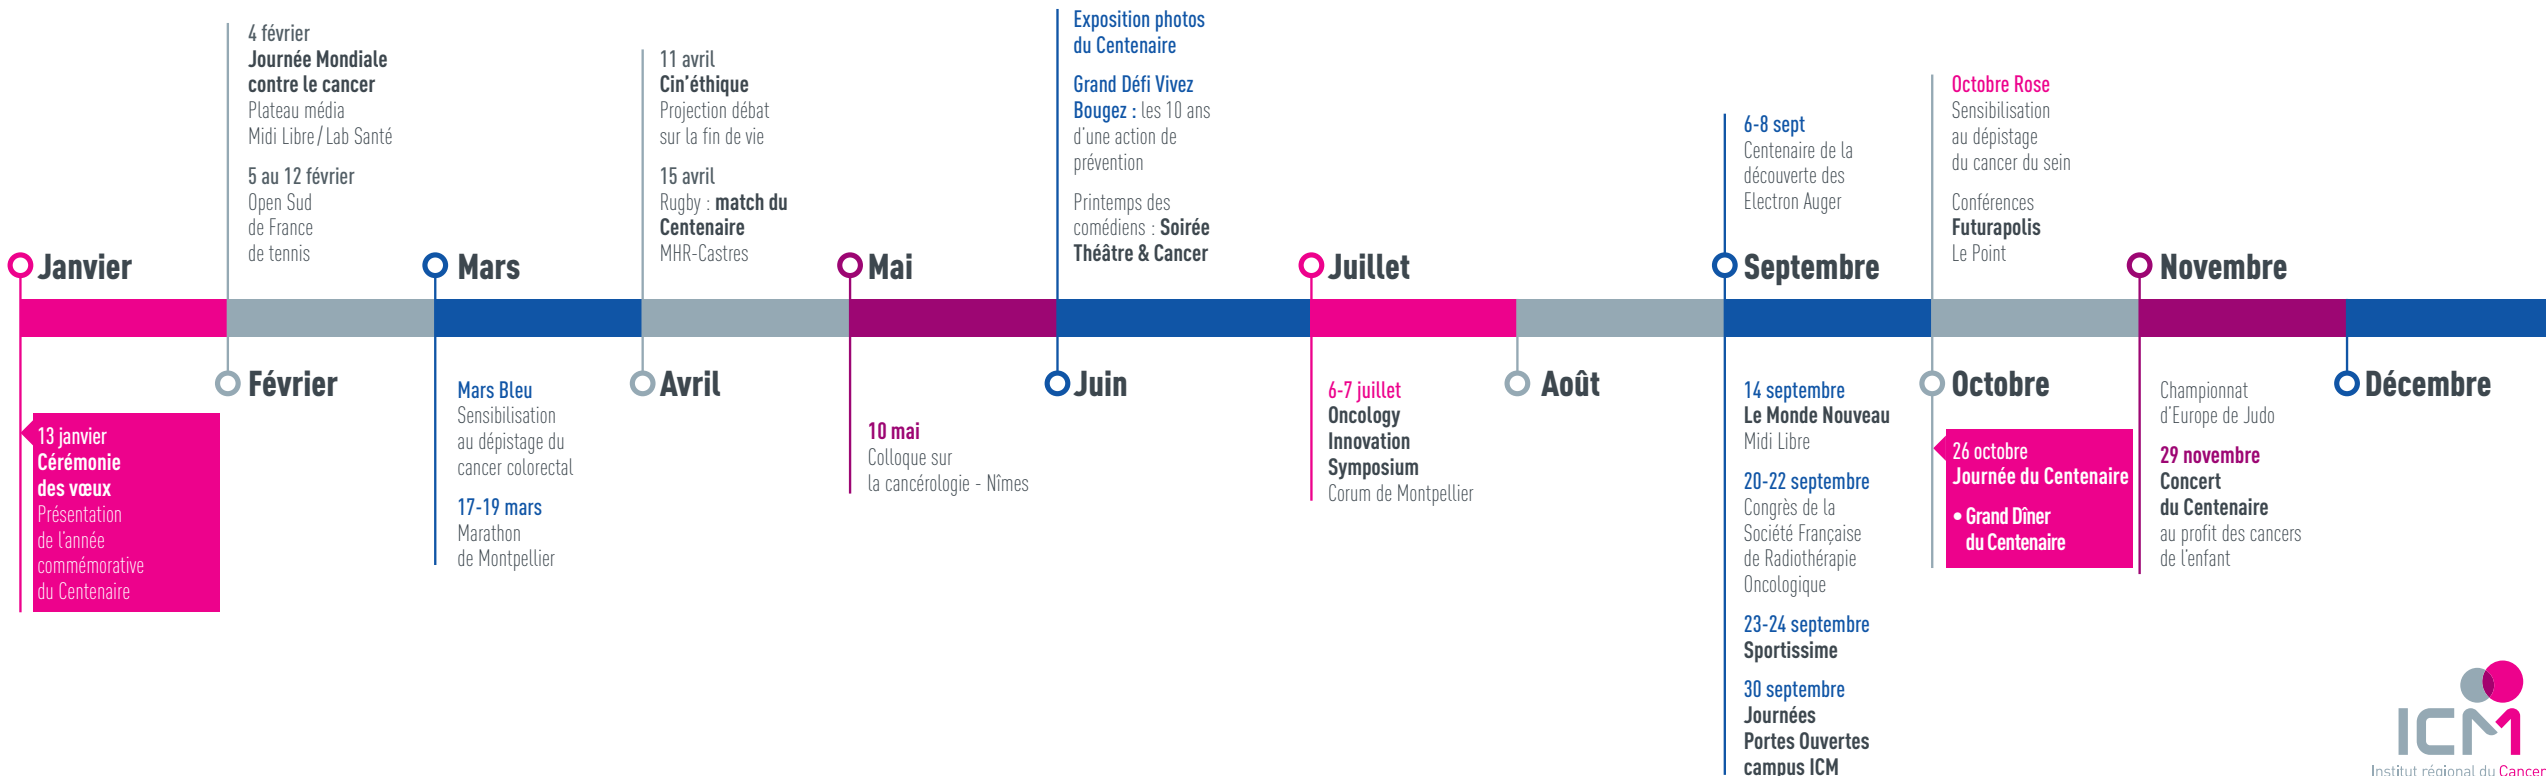 Janvier
13 janvier
Cérémonie
des vœux
Présentation
de l'année
commémorative
du Centenaire
4 février
Journée Mondiale
contre le cancer
Plateau média
Midi Libre / Lab Santé
5 au 12 février
Open Sud
de France
de tennis
Février
Mars
Mars Bleu
Sensibilisation
au dépistage du
cancer colorectal
17-19 mars
Marathon
de Montpellier
11 avril
Cin'éthique
Projection débat
sur la fin de vie
15 avril
Rugby : match du
Centenaire
MHR-Castres
Avril
Mai
10 mai
Colloque sur
la cancérologie - Nîmes
Exposition photos
du Centenaire
Grand Défi Vivez
Bougez : les 10 ans
d'une action de
prévention
Printemps des
comédiens : Soirée
Théâtre & Cancer
Juin
Juillet
6-7 juillet
Oncology
Innovation
Symposium
Corum de Montpellier
Août
6-8 sept
Centenaire de la
découverte des
Electron Auger
Septembre
14 septembre
Le Monde Nouveau
Midi Libre
20-22 septembre
Congrès de la
Société Française
de Radiothérapie
Oncologique
23-24 septembre
Sportissime
30 septembre
Journées
Portes Ouvertes
campus ICM
Octobre Rose
Sensibilisation
au dépistage
du cancer du sein
Conférences
Futurapolis
Le Point
Octobre
26 octobre
Journée du Centenaire
• Grand Dîner
du Centenaire
Novembre
Championnat
d'Europe de Judo
29 novembre
Concert
du Centenaire
au profit des cancers
de l'enfant
Décembre
ICM
Institut régional du Cancer